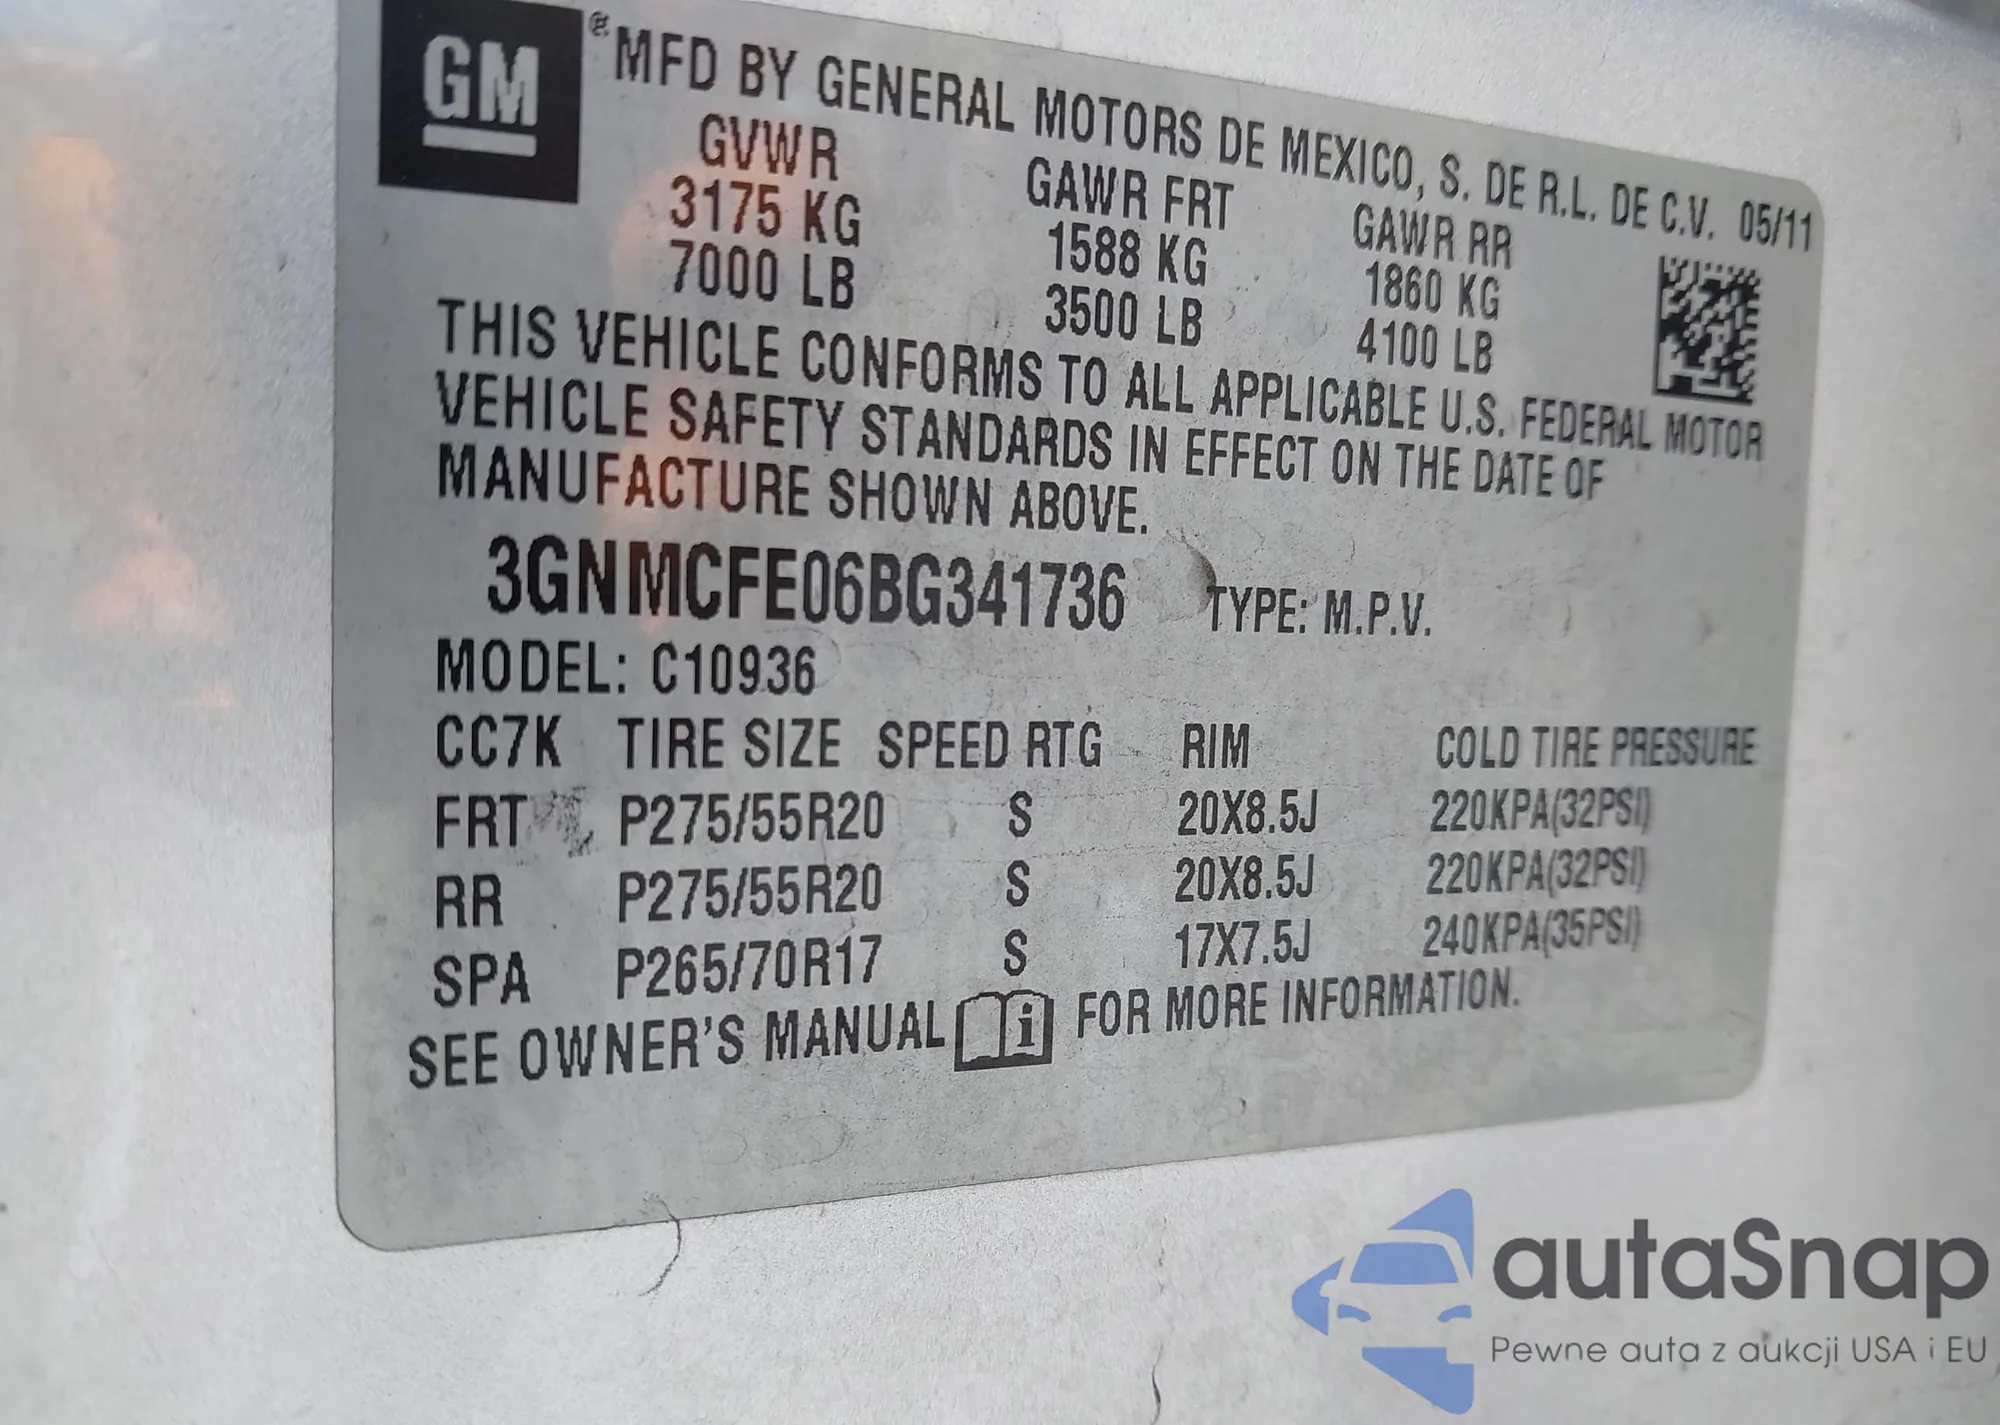 GM
® MFD BY GENERAL MOTORS DE MEXICO, S. DE R.L. DE C.V. 05/11
GVWR GAWR FRT GAWR RR
3175 KG 1588 KG 1860 KG
7000 LB 3500 LB 4100 LB
THIS VEHICLE CONFORMS TO ALL APPLICABLE U.S. FEDERAL MOTOR
VEHICLE SAFETY STANDARDS IN EFFECT ON THE DATE OF
MANUFACTURE SHOWN ABOVE.
3GNMCFE06BG341736 TYPE: M.P.V.
MODEL: C10936
CC7K TIRE SIZE SPEED RTG RIM COLD TIRE PRESSURE
FRT P275/55R20 S 20X8.5J 220KPA(32PSI)
RR P275/55R20 S 20X8.5J 220KPA(32PSI)
SPA P265/70R17 S 17X7.5J 240KPA(35PSI)
SEE OWNER'S MANUAL i FOR MORE INFORMATION.
autaSnap
Pewne auta z aukcji USA i EU